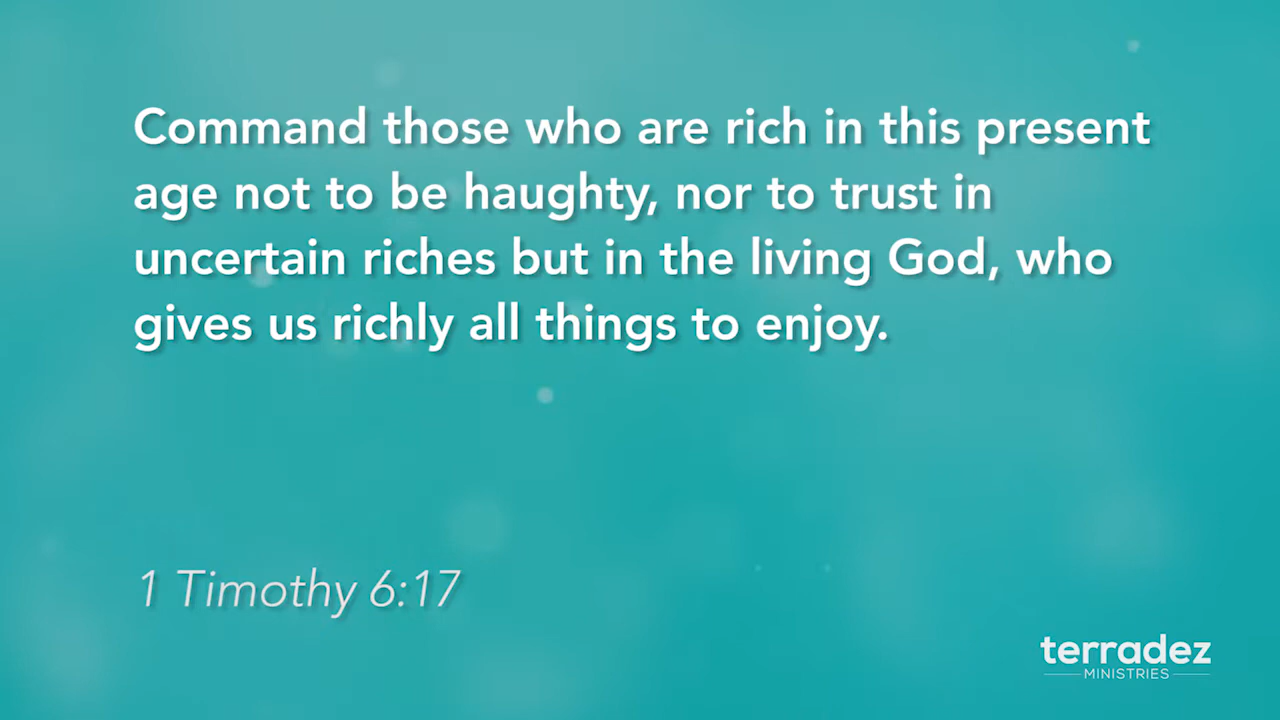 Command those who are rich in this present
age not to be haughty, nor to trust in
uncertain riches but in the living God, who
gives us richly all things to enjoy.
1 Timothy 6:17
terradez
MINISTRIES